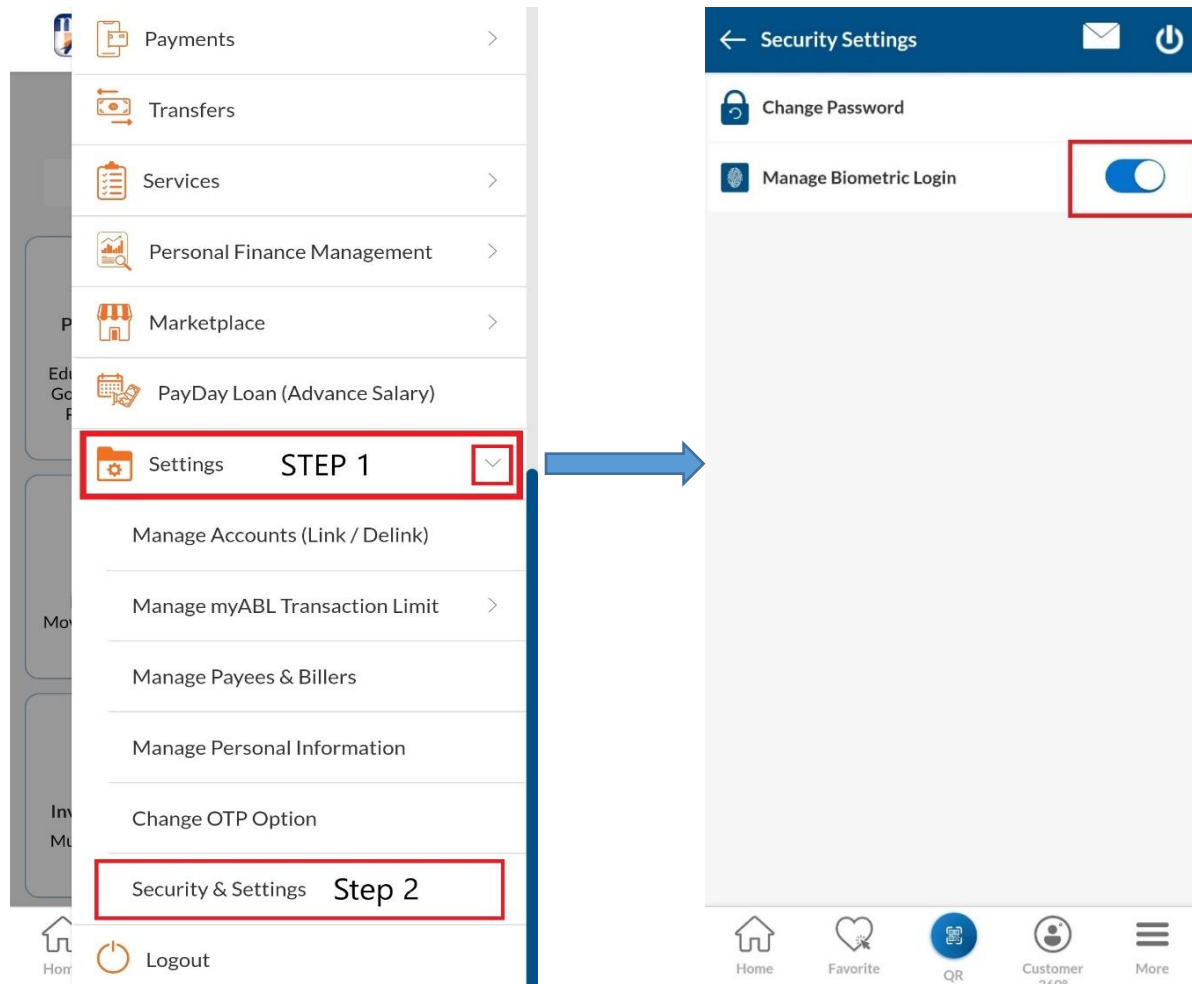 Payments
Transfers
Services
Personal Finance Management
Marketplace
PayDay Loan (Advance Salary)
Settings STEP 1
Manage Accounts (Link / Delink)
Manage myABL Transaction Limit
Manage Payees & Billers
Manage Personal Information
Change OTP Option
Security & Settings Step 2
Logout
Security Settings
Change Password
Manage Biometric Login
Home
Favorite
QR
Customer
360°
More